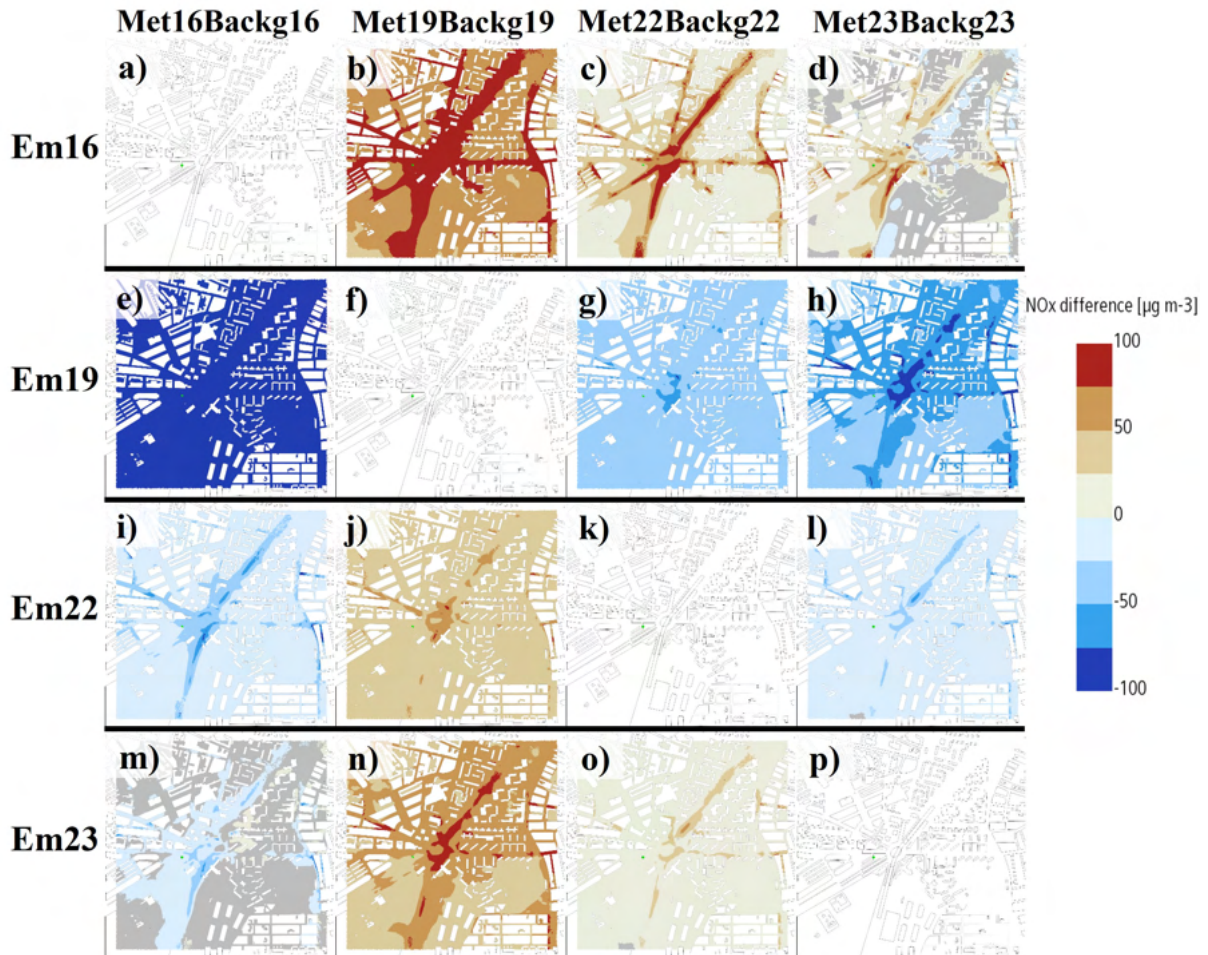 Met16Backg16 Met19Backg19 Met22Backg22 Met23Backg23
a) b) c) d)
Em16
e) f) g) h)
NOx difference [µg m-3]
100
50
0
-50
-100
Em19
i) j) k) l)
Em22
m) n) o) p)
Em23